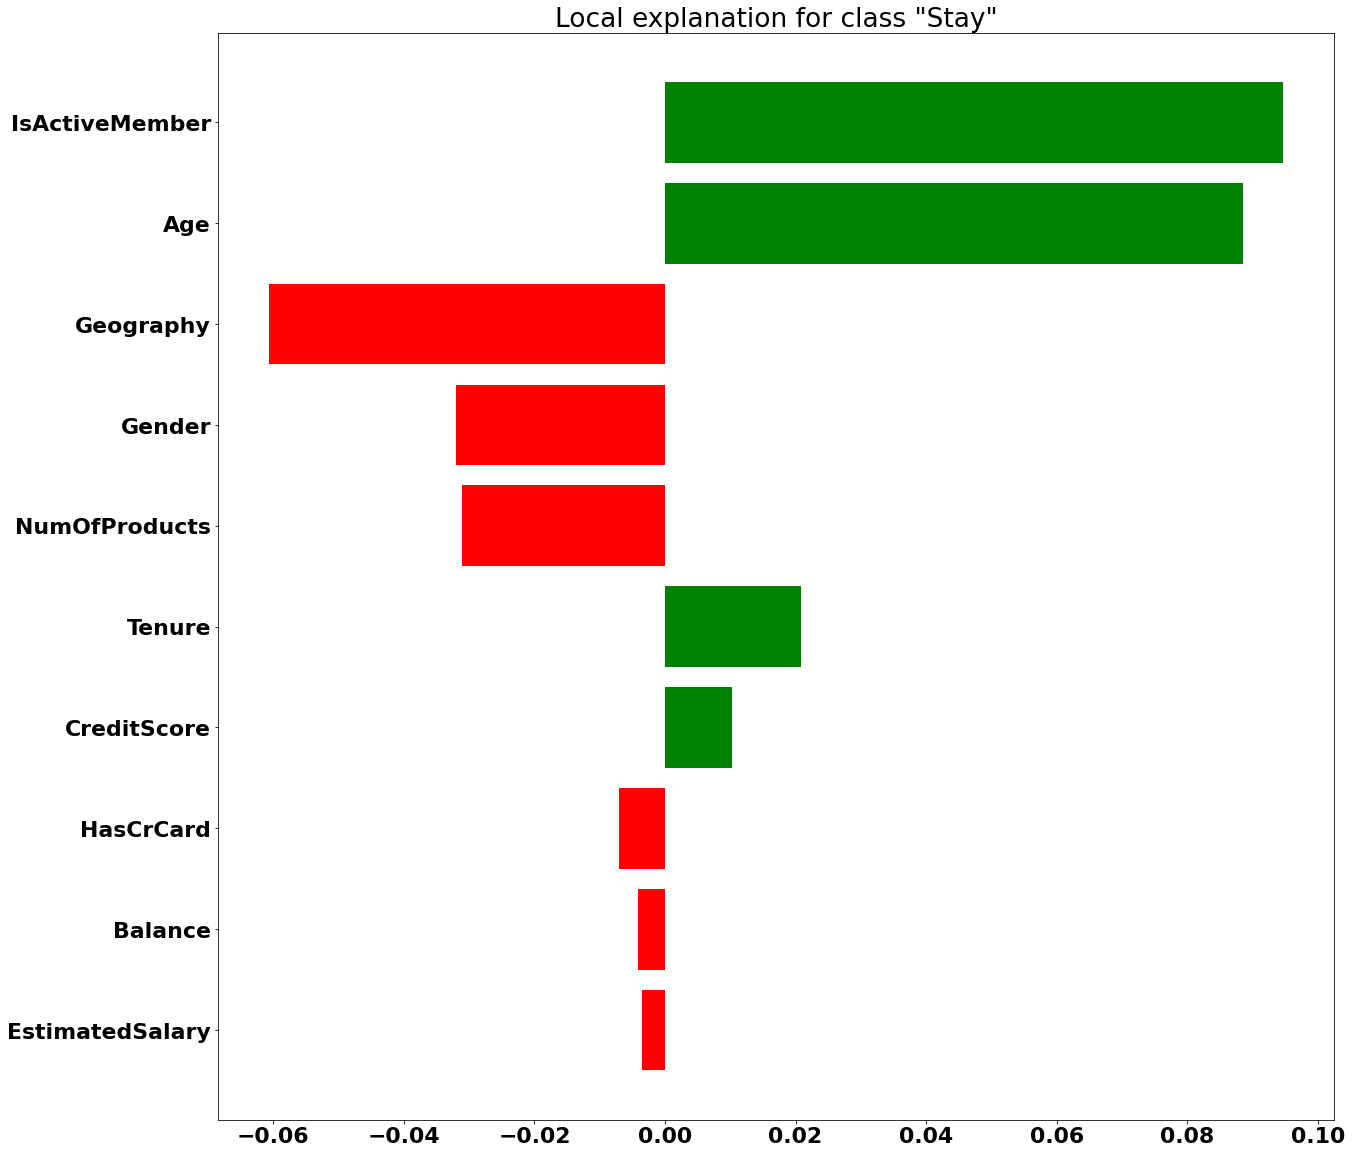 Local explanation for class "Stay"
IsActiveMember
Age
Geography
Gender
NumOfProducts
Tenure
CreditScore
HasCrCard
Balance
EstimatedSalary
−0.06 −0.04 −0.02 0.00 0.02 0.04 0.06 0.08 0.10